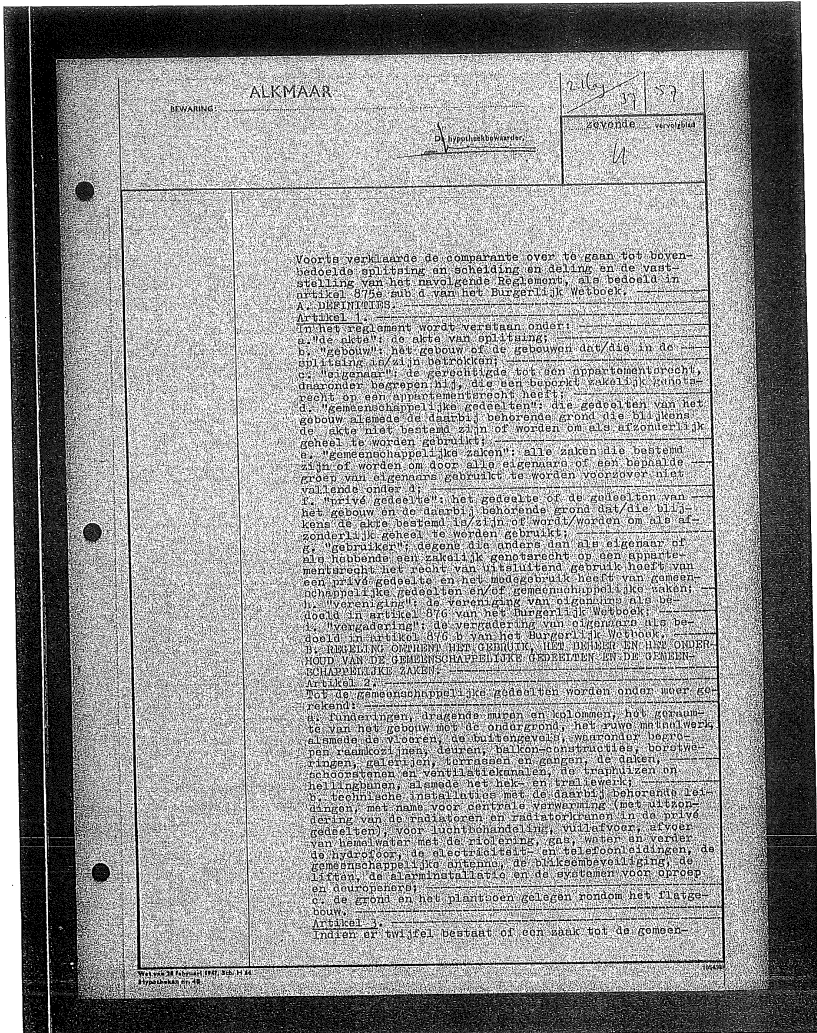 ALKMAAR
BEWARING:
57
De hypotheekbewaarder,
zevende vervolgblad
Voorts verklaarde de comparante over te gaan tot boven-
bedoelde splitsing en scheiding en deling en de vast-
stelling van het navolgende Reglement, als bedoeld in
artikel 875e sub d van het Burgerlijk Wetboek.
A. DEFINITIES.
Artikel 1.
In het reglement wordt verstaan onder:
a."de akte": de akte van splitsing;
b. "gebouw": het gebouw of de gebouwen dat/die in de
splitsing is/zijn betrokken;
c. "eigenaar": de gerechtigde tot een appartementsrecht,
daaronder begrepen hij, die een beperkt zakelijk genots-
recht op een appartementsrecht heeft;
d. "gemeenschappelijke gedeelten": die gedeelten van het
gebouw alsmede de daarbij behorende grond die blijkens
de akte niet bestemd zijn of worden om als afzonderlijk
geheel te worden gebruikt;
e. "gemeenschappelijke zaken": alle zaken die bestemd
zijn of worden om door alle eigenaars of een bepaalde
groep van eigenaars gebruikt te worden voorzover niet
vallende onder d;
f. "privé gedeelte": het gedeelte of de gedeelten van
het gebouw en de daarbij behorende grond dat/die blij-
kens de akte bestemd is/zijn of wordt/worden om als af-
zonderlijk geheel te worden gebruikt;
g. "gebruiker": degene die anders dan als eigenaar of
als hebbende een zakelijk genotsrecht op een apparte-
mentsrecht het recht van uitsluitend gebruik heeft van
een privé gedeelte en het medegebruik heeft van gemeen-
schappelijke gedeelten en/of gemeenschappelijke zaken;
h. "vereniging": de vereniging van eigenaars als be-
doeld in artikel 876 van het Burgerlijk Wetboek;
i. "vergadering": de vergadering van eigenaars als be-
doeld in artikel 876 b van het Burgerlijk Wetboek.
B. REGELING OMTRENT HET GEBRUIK, HET BEHEER EN HET ONDER-
HOUD VAN DE GEMEENSCHAPPELIJKE GEDEELTEN EN DE GEMEEN-
SCHAPPELIJKE ZAKEN.
Artikel 2.
Tot de gemeenschappelijke gedeelten worden onder meer ge-
rekend:
a. funderingen, dragende muren en kolommen, het geraam-
te van het gebouw met de ondergrond, het ruwe metselwerk
alsmede de vloeren, de buitengevels, waaronder begre-
pen raamkozijnen, deuren, balkon-constructies, borstwe-
ringen, galerijen, terrassen en gangen, de daken,
schoorstenen en ventilatiekanalen, de traphuizen en
hellingbanen, alsmede het hek- en traliewerk;
b. technische installaties met de daarbij behorende lei-
dingen, met name voor centrale verwarming (met uitzon-
dering van de radiatoren en radiatorkranen in de privé
gedeelten), voor luchtbehandeling, vuilafvoer, afvoer
van hemelwater met de riolering, gas, water en verder
de hydrofoor, de electriciteit- en telefoonleidingen, de
gemeenschappelijke antenne, de bliksembeveiliging, de
liften, de alarminstallatie en de systemen voor oproep
en deuropeners;
c. de grond en het plantsoen gelegen rondom het flatge-
bouw.
Artikel 3.
Indien er twijfel bestaat of een zaak tot de gemeen-
Wet van 28 februari 1947, Stb. H 64
Hypotheken nr. 4B